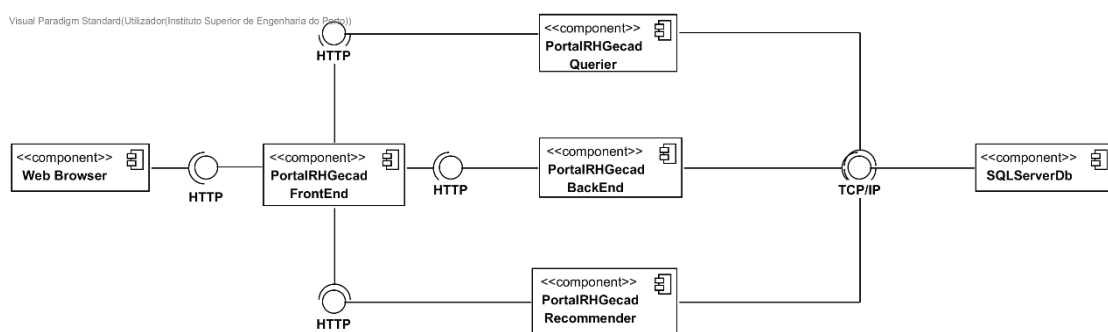 Visual Paradigm Standard(Utilizador(Instituto Superior de Engenharia do Porto))
HTTP
<<component>>
PortalRHGecad
Querier
<<component>>
Web Browser
HTTP
<<component>>
PortalRHGecad
FrontEnd
HTTP
<<component>>
PortalRHGecad
BackEnd
TCP/IP
<<component>>
SQLServerDb
HTTP
<<component>>
PortalRHGecad
Recommender